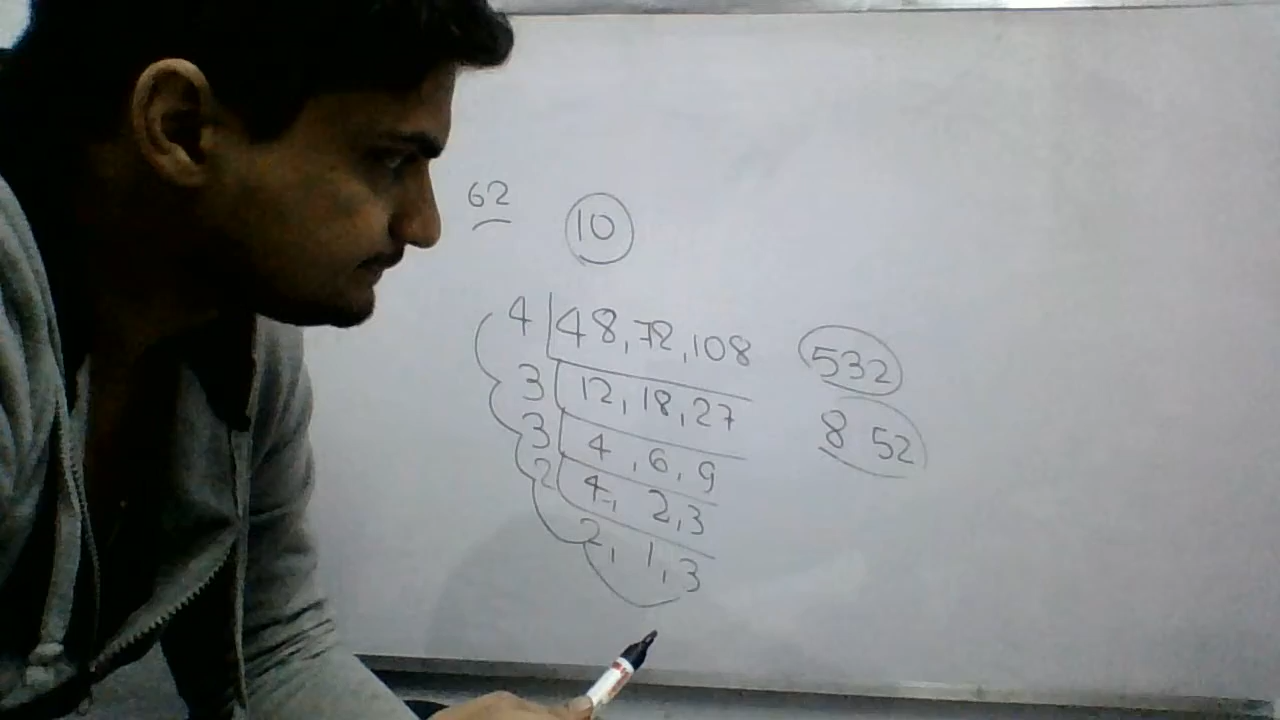 62
10
4 48, 72, 108
3 12, 18, 27
3 4, 6, 9
2 4, 2, 3
2, 1, 3
532
8 52